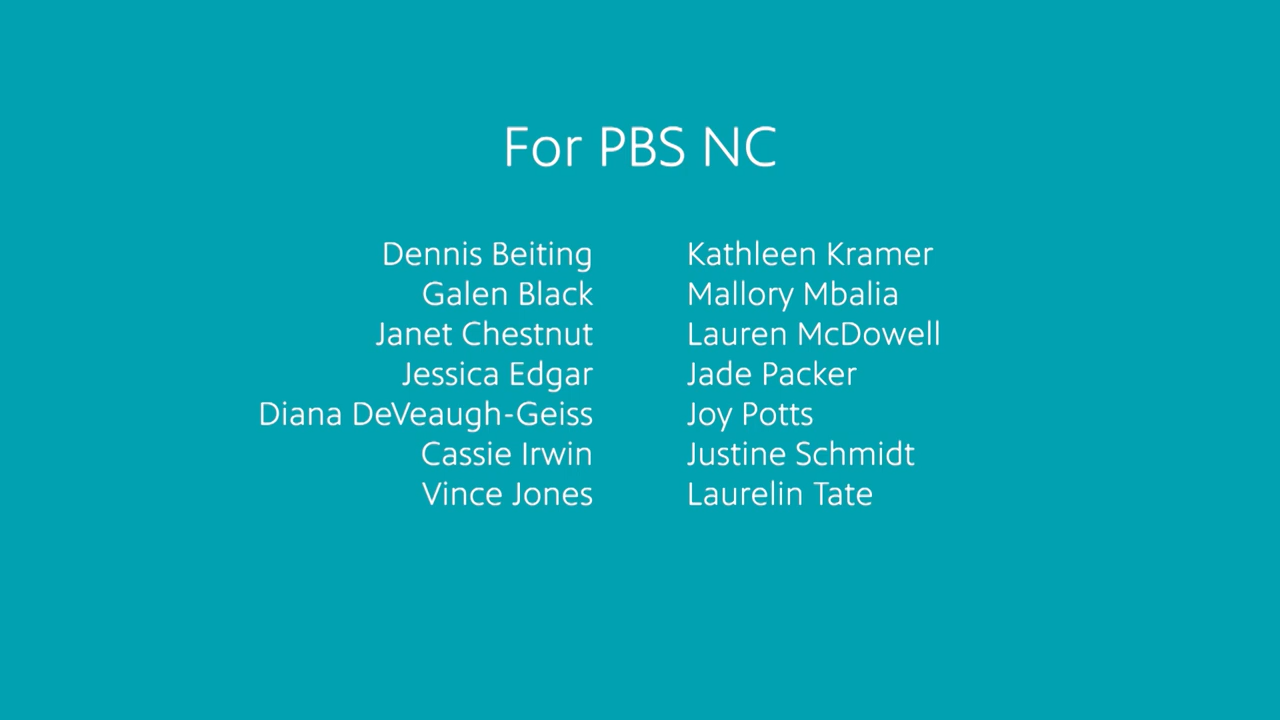 For PBS NC
Dennis Beiting
Galen Black
Janet Chestnut
Jessica Edgar
Diana DeVeaugh-Geiss
Cassie Irwin
Vince Jones
Kathleen Kramer
Mallory Mbalia
Lauren McDowell
Jade Packer
Joy Potts
Justine Schmidt
Laurelin Tate